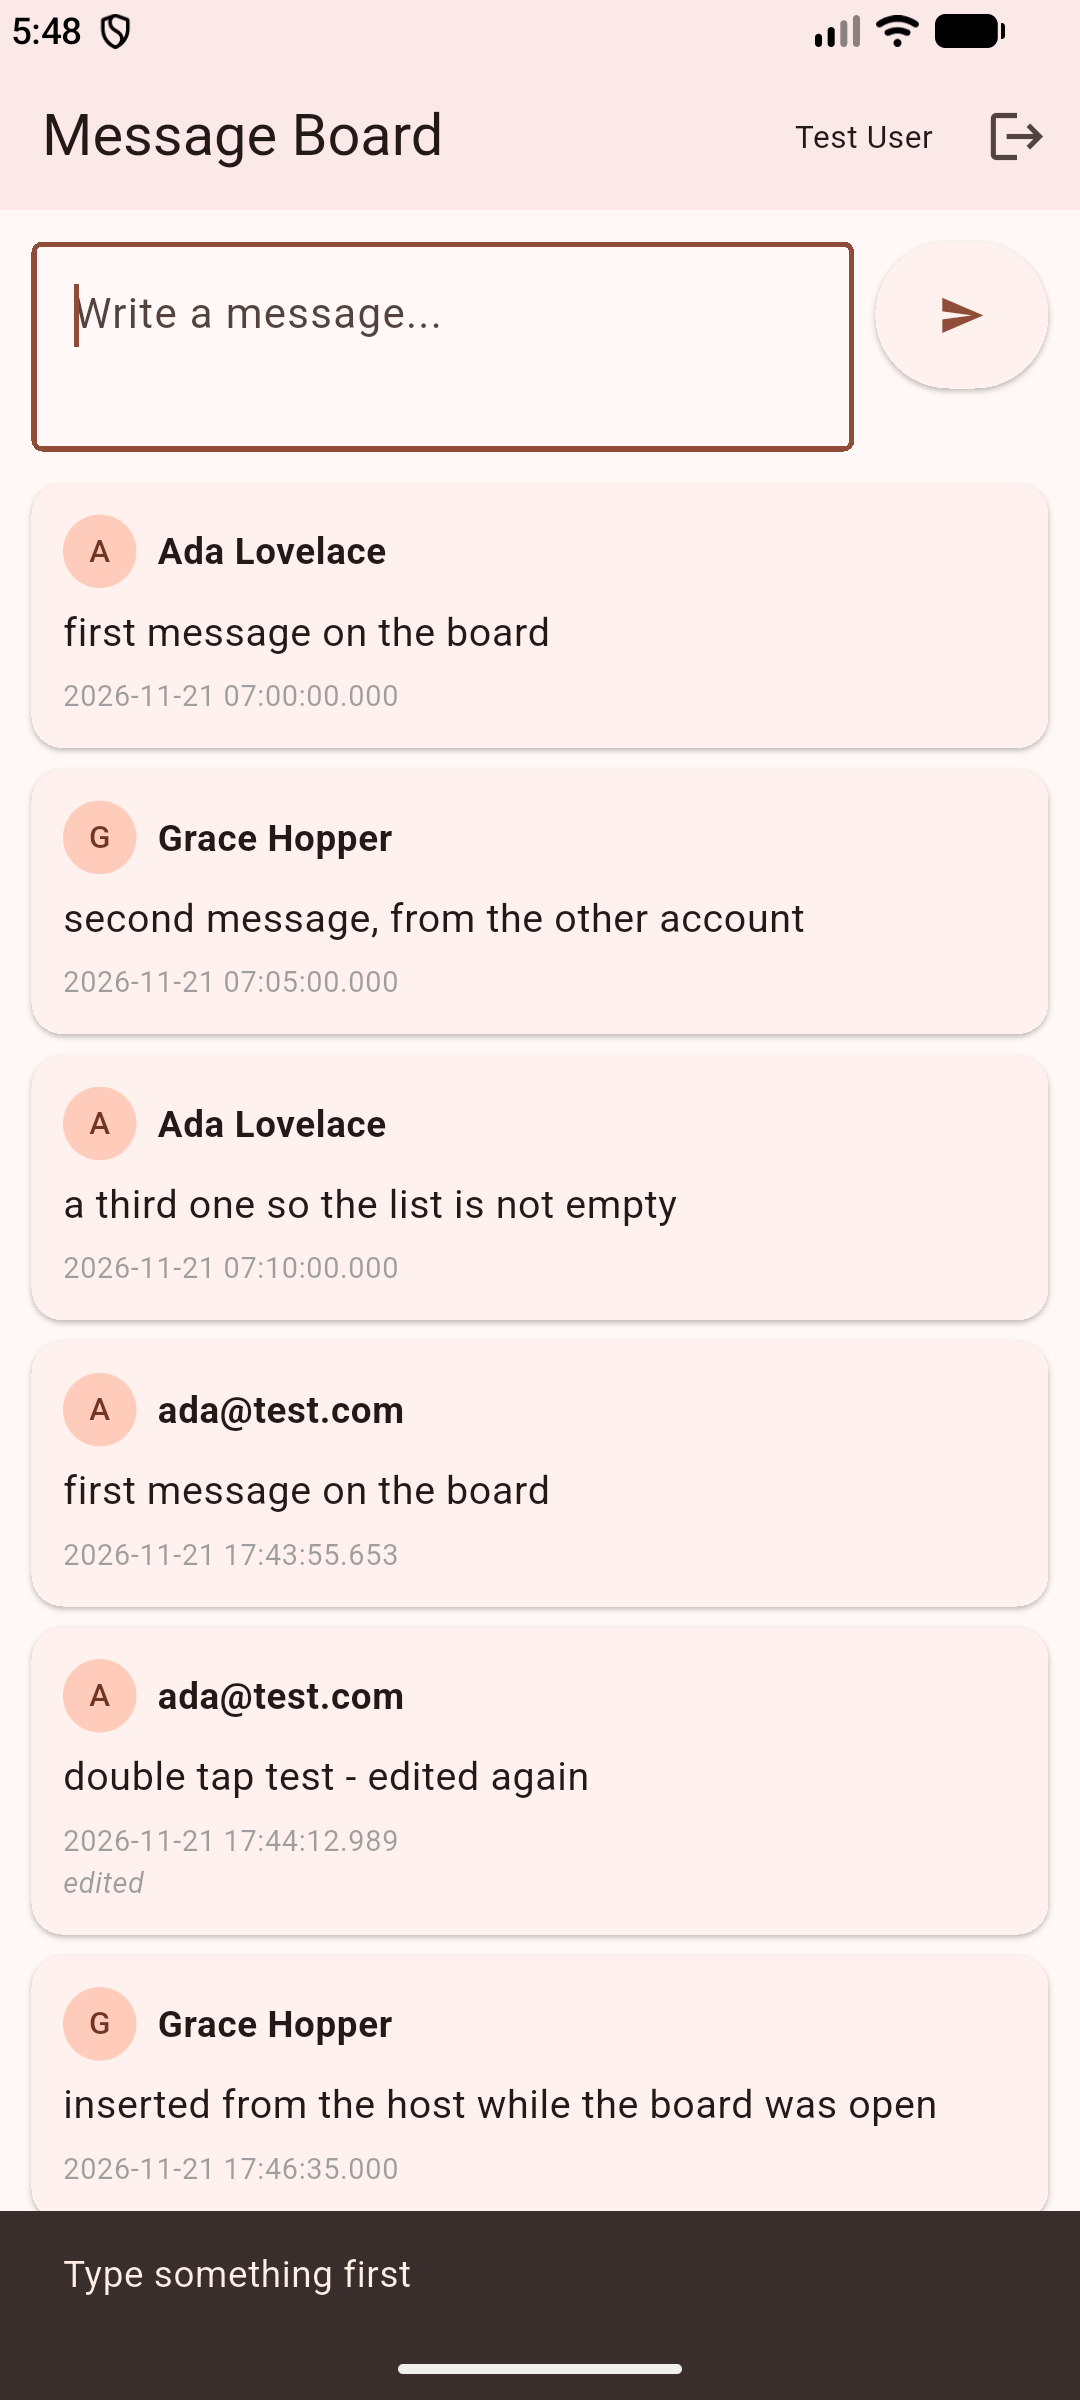 5:48
Message Board
Test User
Write a message...
A
Ada Lovelace
first message on the board
2026-11-21 07:00:00.000
G
Grace Hopper
second message, from the other account
2026-11-21 07:05:00.000
A
Ada Lovelace
a third one so the list is not empty
2026-11-21 07:10:00.000
A
ada@test.com
first message on the board
2026-11-21 17:43:55.653
A
ada@test.com
double tap test - edited again
2026-11-21 17:44:12.989
edited
G
Grace Hopper
inserted from the host while the board was open
2026-11-21 17:46:35.000
Type something first